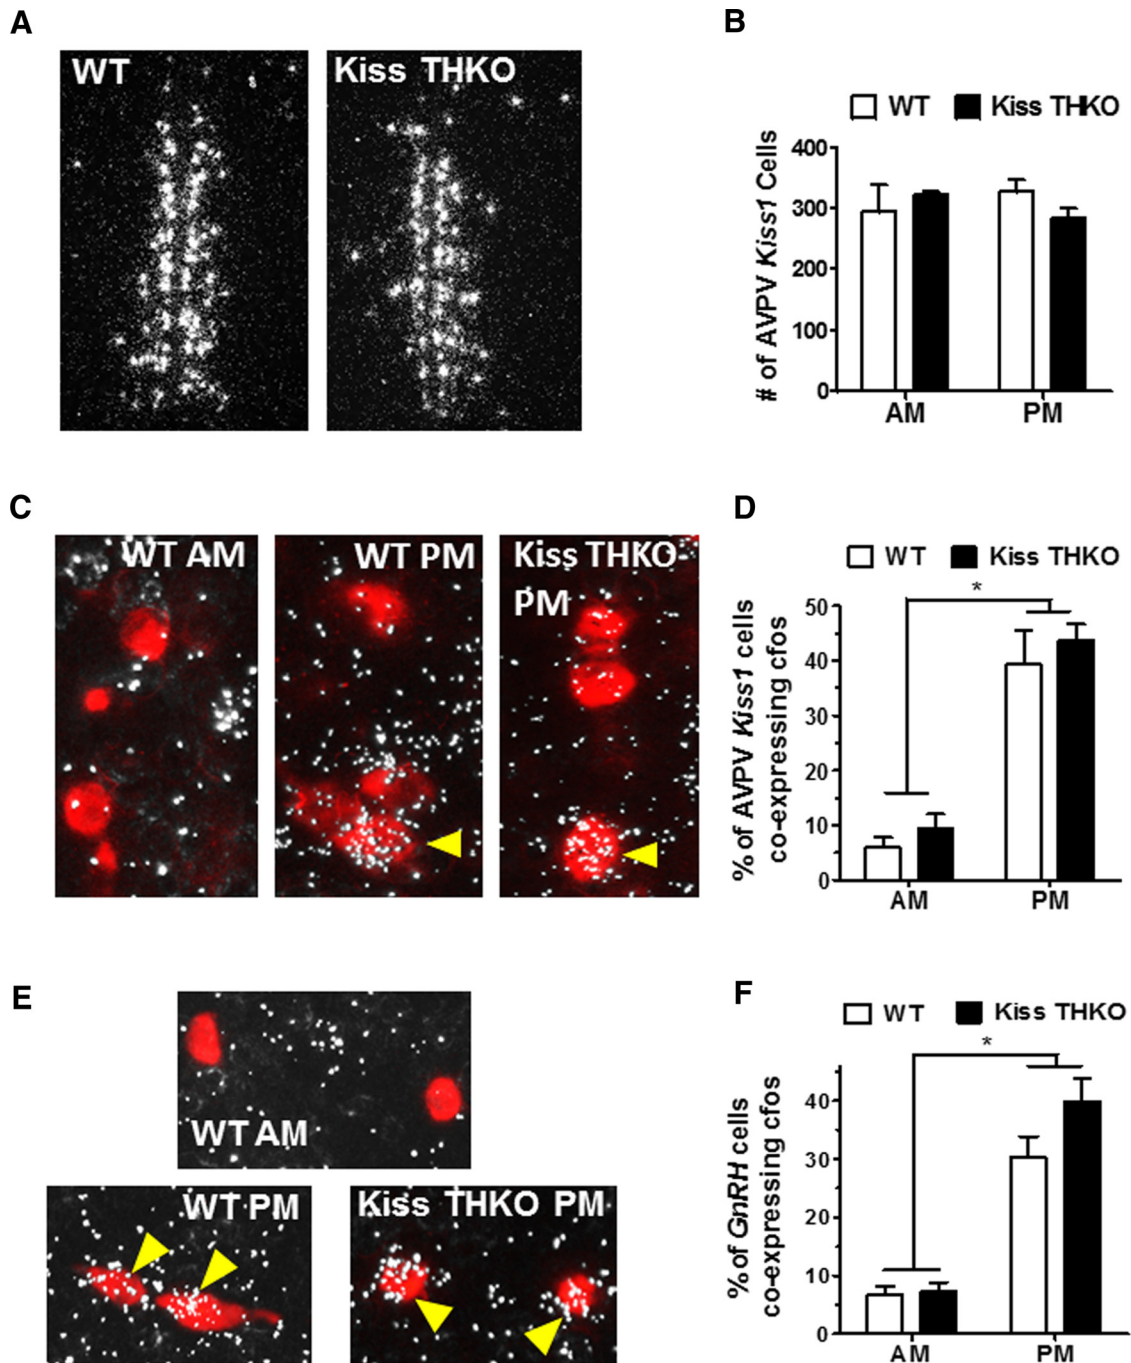 A
WT
Kiss THKO
B
WT Kiss THKO
# of AVPV Kiss1 Cells
400
300
200
100
0
AM PM
C
WT AM
WT PM
Kiss THKO
PM
D
WT Kiss THKO
*
% of AVPV Kiss1 cells
co-expressing cfos
50
40
30
20
10
0
AM PM
E
WT AM
WT PM
Kiss THKO PM
F
WT Kiss THKO
*
% of GnRH cells
co-expressing cfos
40
30
20
10
0
AM PM